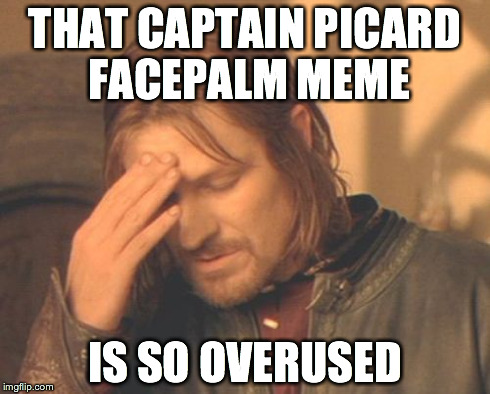 THAT CAPTAIN PICARD
FACEPALM MEME
IS SO OVERUSED
imgflip.com